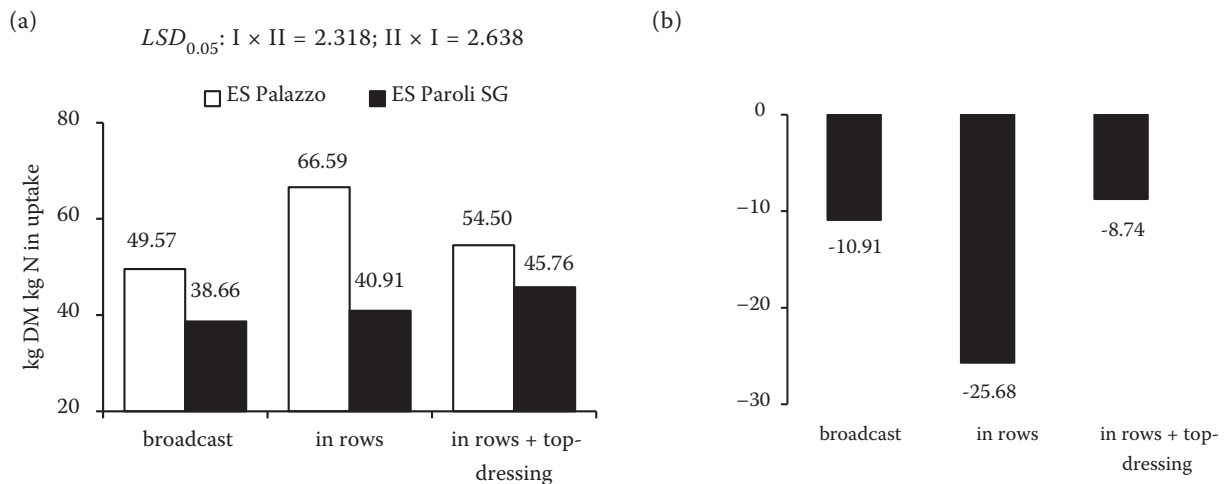 (a)
LSD0.05: I × II = 2.318; II × I = 2.638
ES Palazzo ES Paroli SG
kg DM kg N in uptake
80
60
40
20
49.57
38.66
66.59
40.91
54.50
45.76
broadcast
in rows
in rows + top-
dressing
(b)
0
–10
–20
–30
-10.91
-25.68
-8.74
broadcast
in rows
in rows + top-
dressing